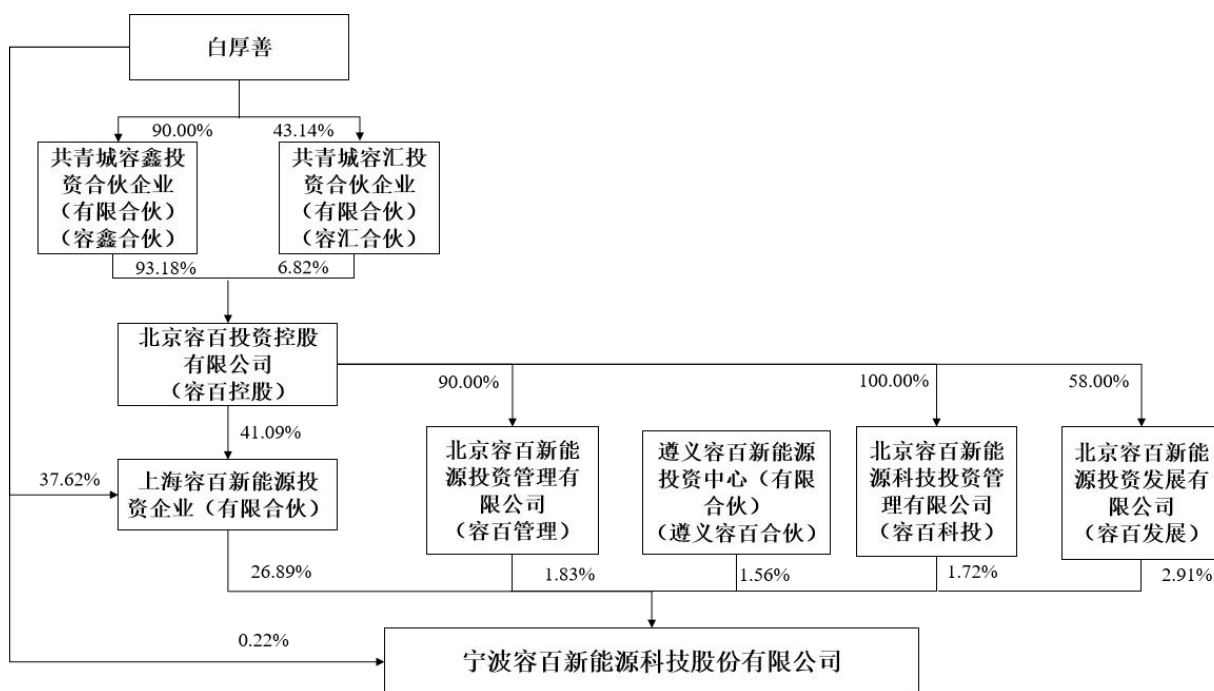 白厚善
90.00%
43.14%
共青城容鑫投
资合伙企业
（有限合伙）
（容鑫合伙）
共青城容汇投
资合伙企业
（有限合伙）
（容汇合伙）
93.18%
6.82%
北京容百投资控股
有限公司
（容百控股）
90.00%
100.00%
58.00%
41.09%
37.62%
上海容百新能源投
资企业（有限合伙）
北京容百新能
源投资管理有
限公司
（容百管理）
遵义容百新能源
投资中心（有限
合伙）
（遵义容百合伙）
北京容百新能
源科技投资管
理有限公司
（容百科投）
北京容百新能
源投资发展有
限公司
（容百发展）
26.89%
1.83%
1.56%
1.72%
2.91%
0.22%
宁波容百新能源科技股份有限公司